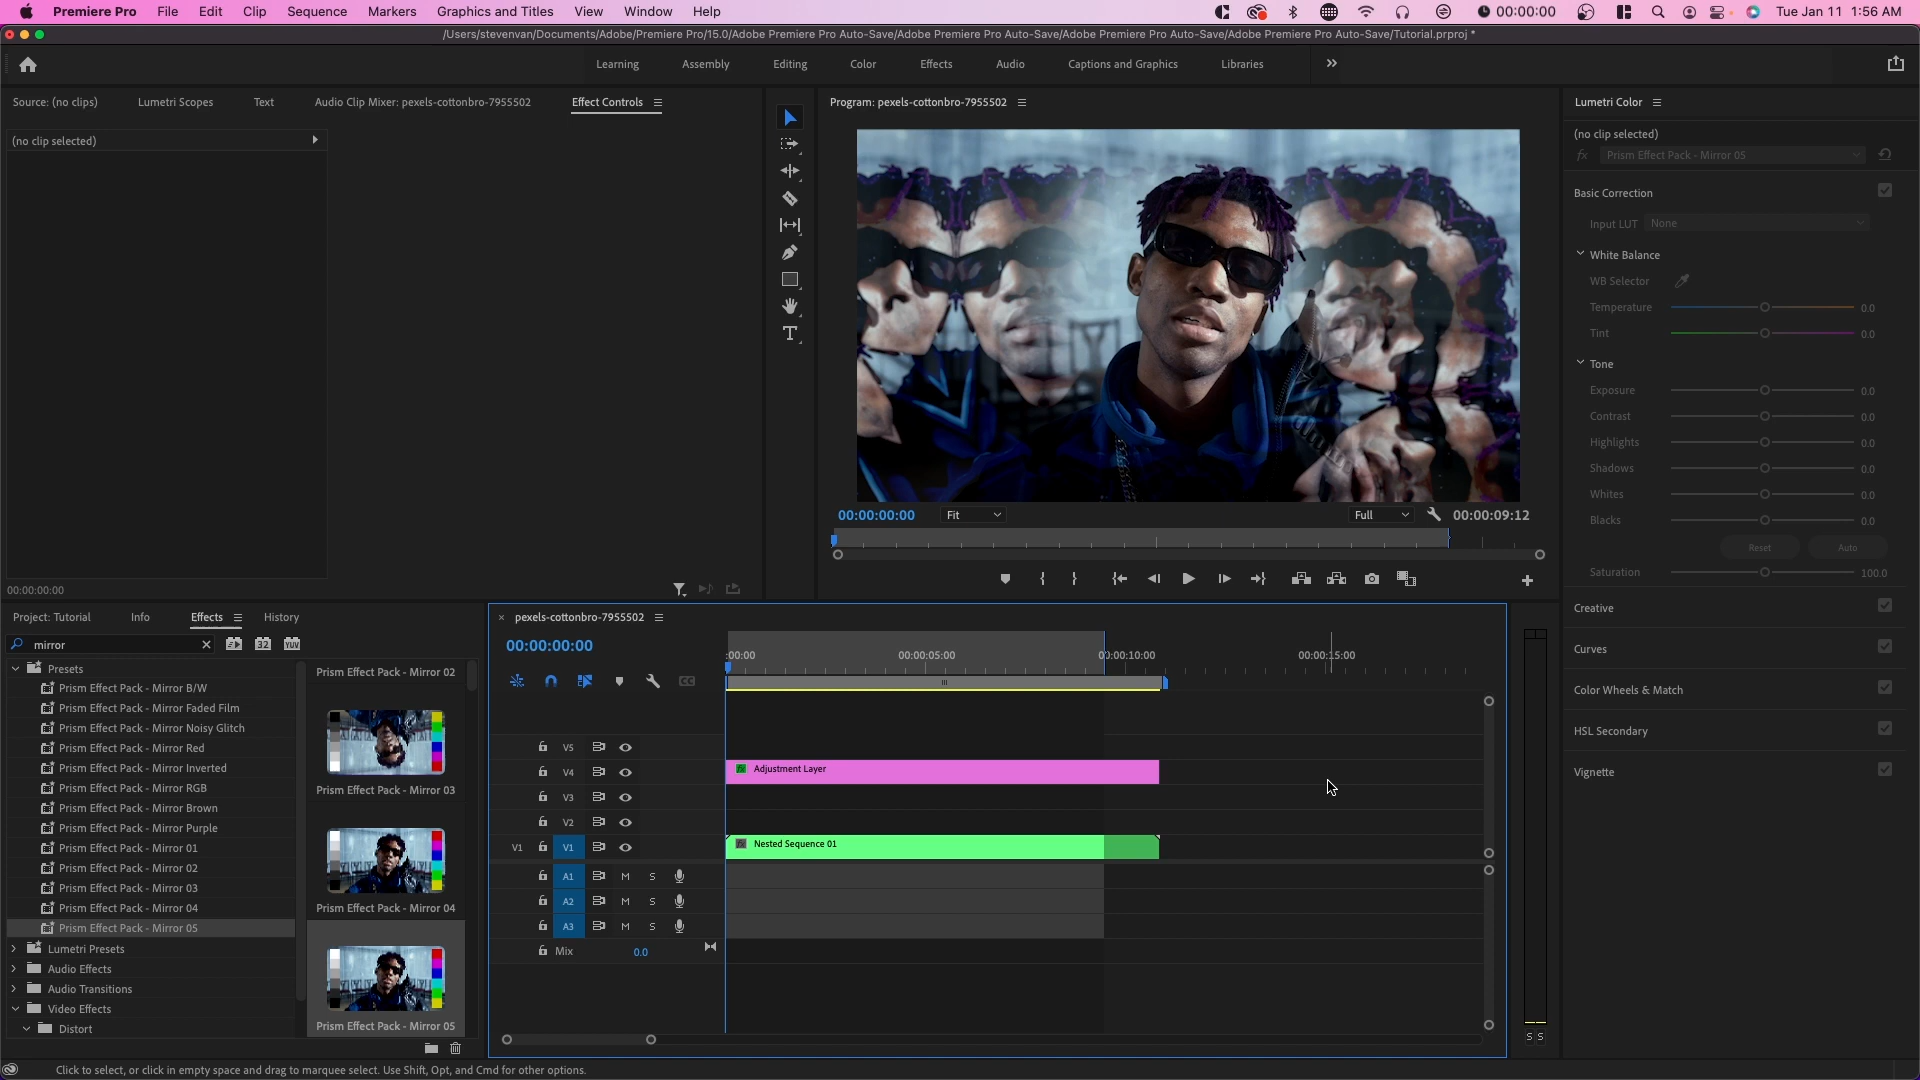 Premiere Pro File Edit Clip Sequence Markers Graphics and Titles View Window Help 00:00:00 Tue Jan 11 1:56 AM
/Users/stevenvan/Documents/Adobe/Premiere Pro/15.0/Adobe Premiere Pro Auto-Save/Adobe Premiere Pro Auto-Save/Adobe Premiere Pro Auto-Save/Adobe Premiere Pro Auto-Save/Tutorial.prproj *
Learning Assembly Editing Color Effects Audio Captions and Graphics Libraries
Source: (no clips) Lumetri Scopes Text Audio Clip Mixer: pexels-cottonbro-7955502 Effect Controls
(no clip selected)
00:00:00:00
Program: pexels-cottonbro-7955502
00:00:00:00 Fit Full 00:00:09:12
Lumetri Color
(no clip selected)
fx Prism Effect Pack - Mirror 05
Basic Correction
Input LUT None
White Balance
WB Selector
Temperature 0.0
Tint 0.0
Tone
Exposure 0.0
Contrast 0.0
Highlights 0.0
Shadows 0.0
Whites 0.0
Blacks 0.0
Reset Auto
Saturation 100.0
Creative
Curves
Color Wheels & Match
HSL Secondary
Vignette
Project: Tutorial Info Effects History
mirror 32 YUV
Presets
Prism Effect Pack - Mirror B/W
Prism Effect Pack - Mirror Faded Film
Prism Effect Pack - Mirror Noisy Glitch
Prism Effect Pack - Mirror Red
Prism Effect Pack - Mirror Inverted
Prism Effect Pack - Mirror RGB
Prism Effect Pack - Mirror Brown
Prism Effect Pack - Mirror Purple
Prism Effect Pack - Mirror 01
Prism Effect Pack - Mirror 02
Prism Effect Pack - Mirror 03
Prism Effect Pack - Mirror 04
Prism Effect Pack - Mirror 05
Lumetri Presets
Audio Effects
Audio Transitions
Video Effects
Distort
Prism Effect Pack - Mirror 02
Prism Effect Pack - Mirror 03
Prism Effect Pack - Mirror 04
Prism Effect Pack - Mirror 05
× pexels-cottonbro-7955502
00:00:00:00
:00:00 00:00:05:00 00:00:10:00 00:00:15:00
CC
V5
V4 fx Adjustment Layer
V3
V2
V1 V1 fx Nested Sequence 01
A1 M S
A2 M S
A3 M S
Mix 0.0
S S
Click to select, or click in empty space and drag to marquee select. Use Shift, Opt, and Cmd for other options.